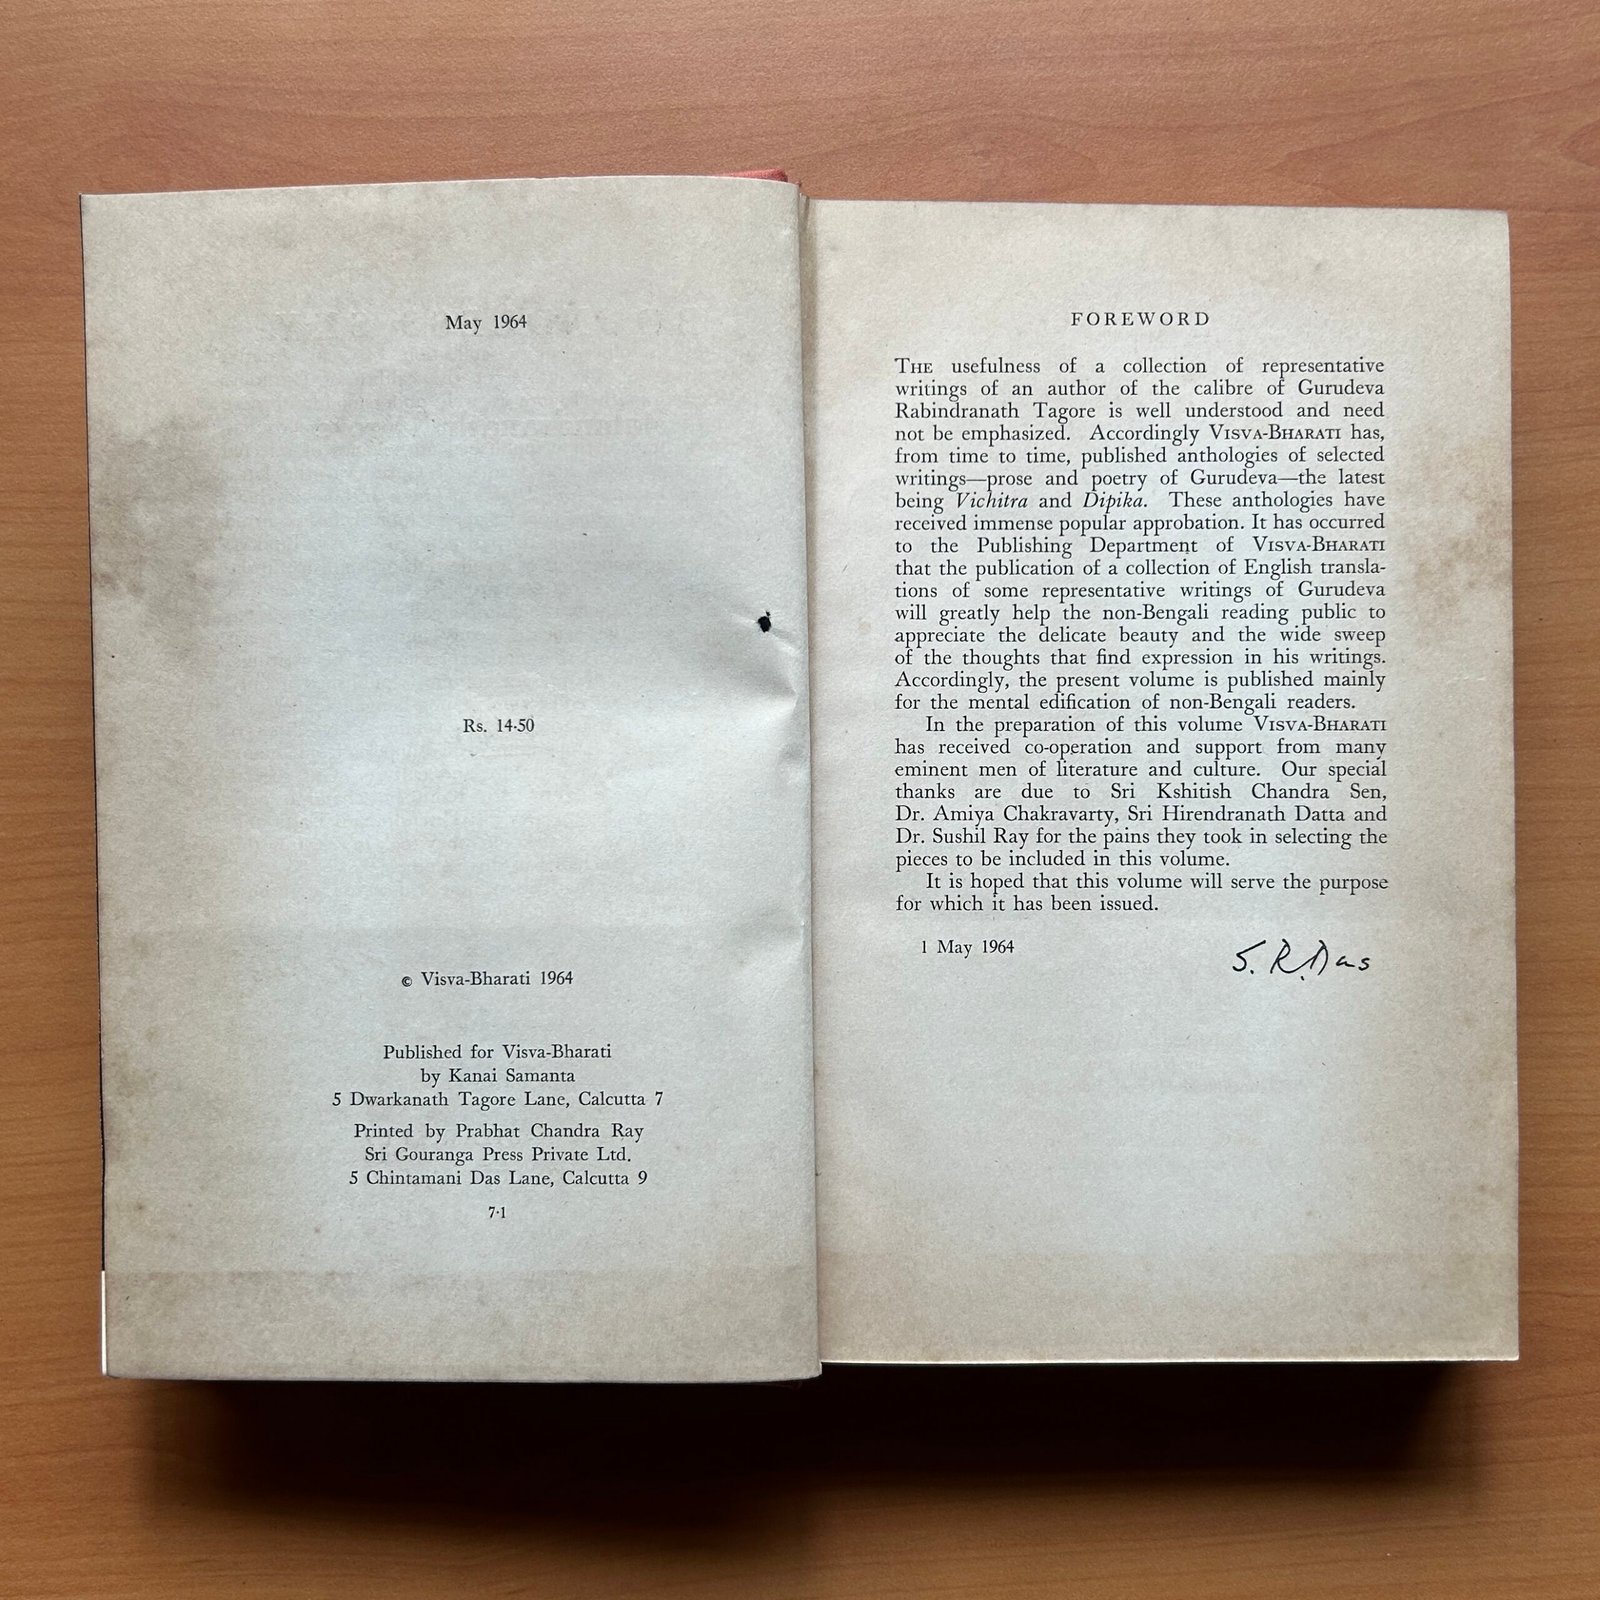 May 1964
Rs. 14·50
© Visva-Bharati 1964
Published for Visva-Bharati
by Kanai Samanta
5 Dwarkanath Tagore Lane, Calcutta 7
Printed by Prabhat Chandra Ray
Sri Gouranga Press Private Ltd.
5 Chintamani Das Lane, Calcutta 9
7·1
FOREWORD
THE usefulness of a collection of representative
writings of an author of the calibre of Gurudeva
Rabindranath Tagore is well understood and need
not be emphasized. Accordingly VISVA-BHARATI has,
from time to time, published anthologies of selected
writings—prose and poetry of Gurudeva—the latest
being Vichitra and Dipika. These anthologies have
received immense popular approbation. It has occurred
to the Publishing Department of VISVA-BHARATI
that the publication of a collection of English transla-
tions of some representative writings of Gurudeva
will greatly help the non-Bengali reading public to
appreciate the delicate beauty and the wide sweep
of the thoughts that find expression in his writings.
Accordingly, the present volume is published mainly
for the mental edification of non-Bengali readers.
In the preparation of this volume VISVA-BHARATI
has received co-operation and support from many
eminent men of literature and culture. Our special
thanks are due to Sri Kshitish Chandra Sen,
Dr. Amiya Chakravarty, Sri Hirendranath Datta and
Dr. Sushil Ray for the pains they took in selecting the
pieces to be included in this volume.
It is hoped that this volume will serve the purpose
for which it has been issued.
1 May 1964
S. R. Das